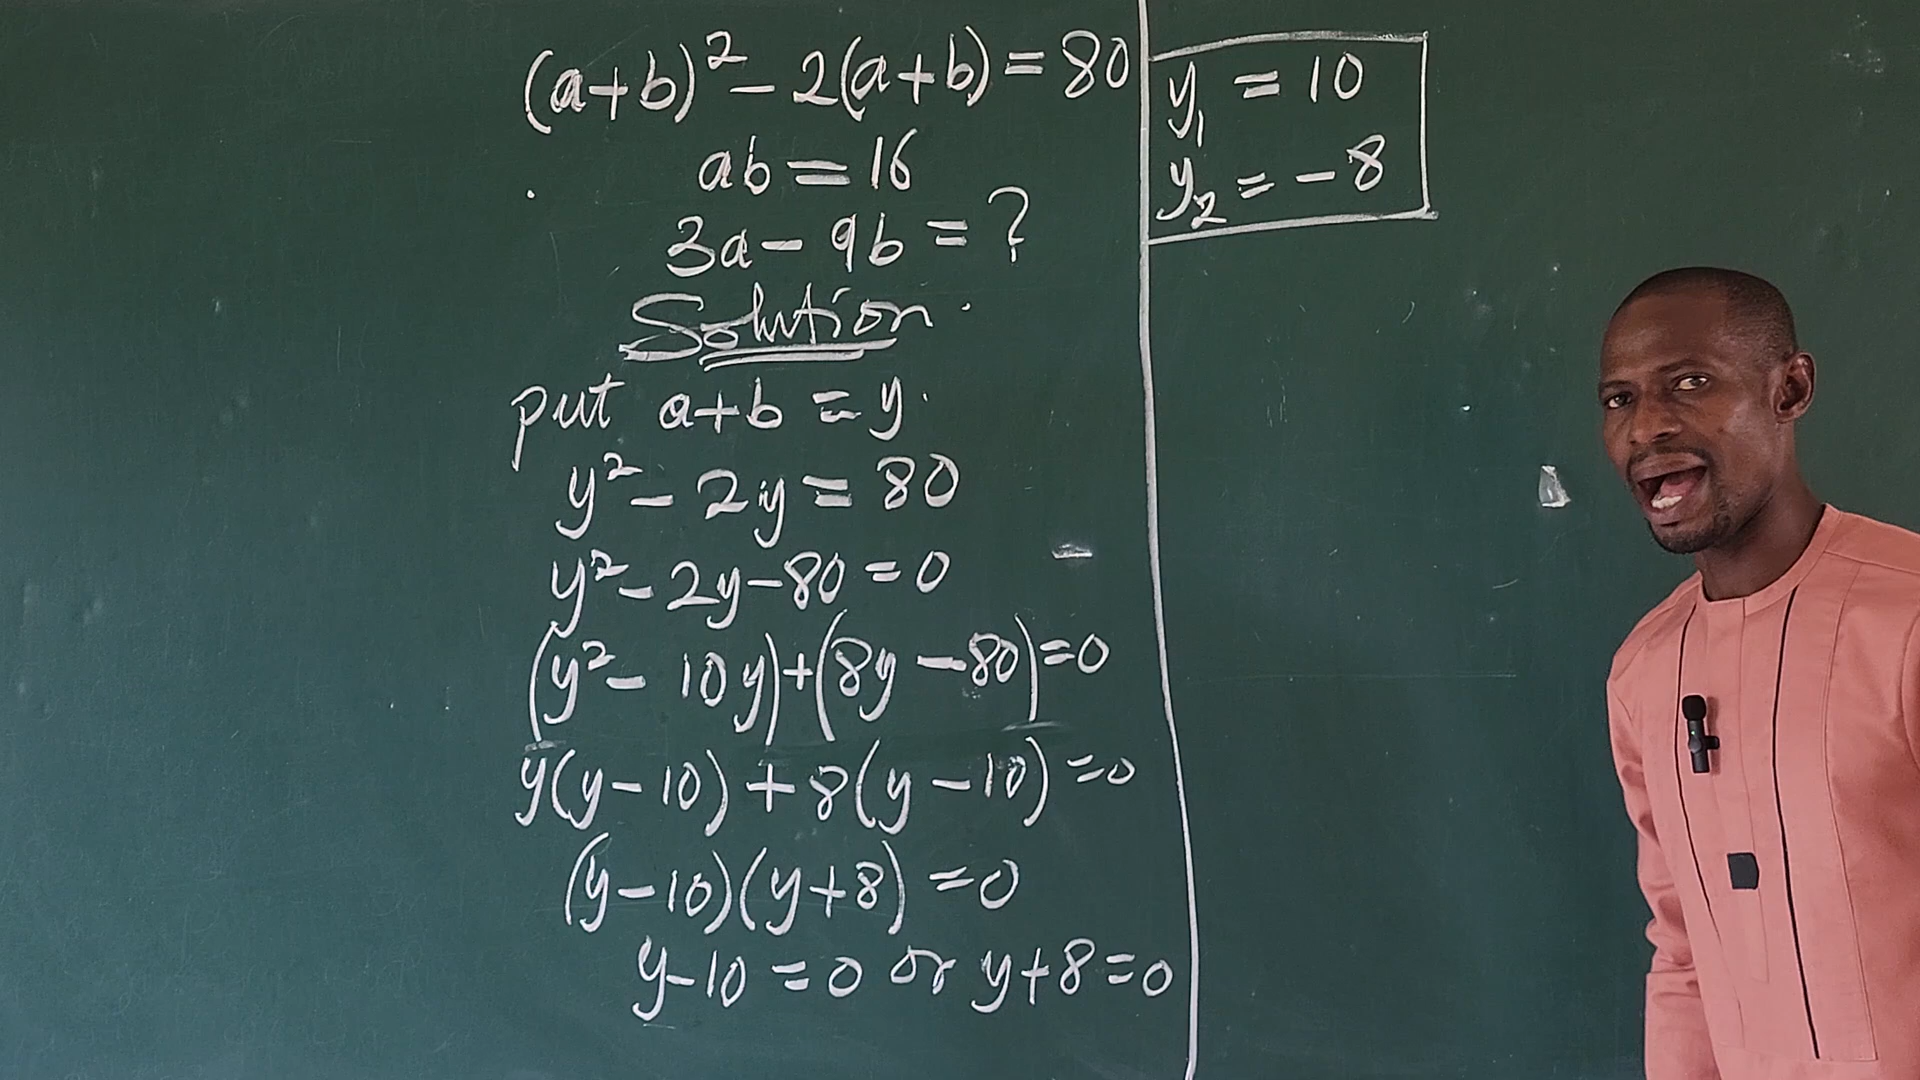 (a+b)² - 2(a+b) = 80
ab = 16
3a - 9b = ?
Solution.
put a+b = y.
y² - 2y = 80
y² - 2y - 80 = 0
(y² - 10y) + (8y - 80) = 0
y(y - 10) + 8(y - 10) = 0
(y - 10)(y + 8) = 0
y - 10 = 0 or y + 8 = 0
y₁ = 10
y₂ = - 8